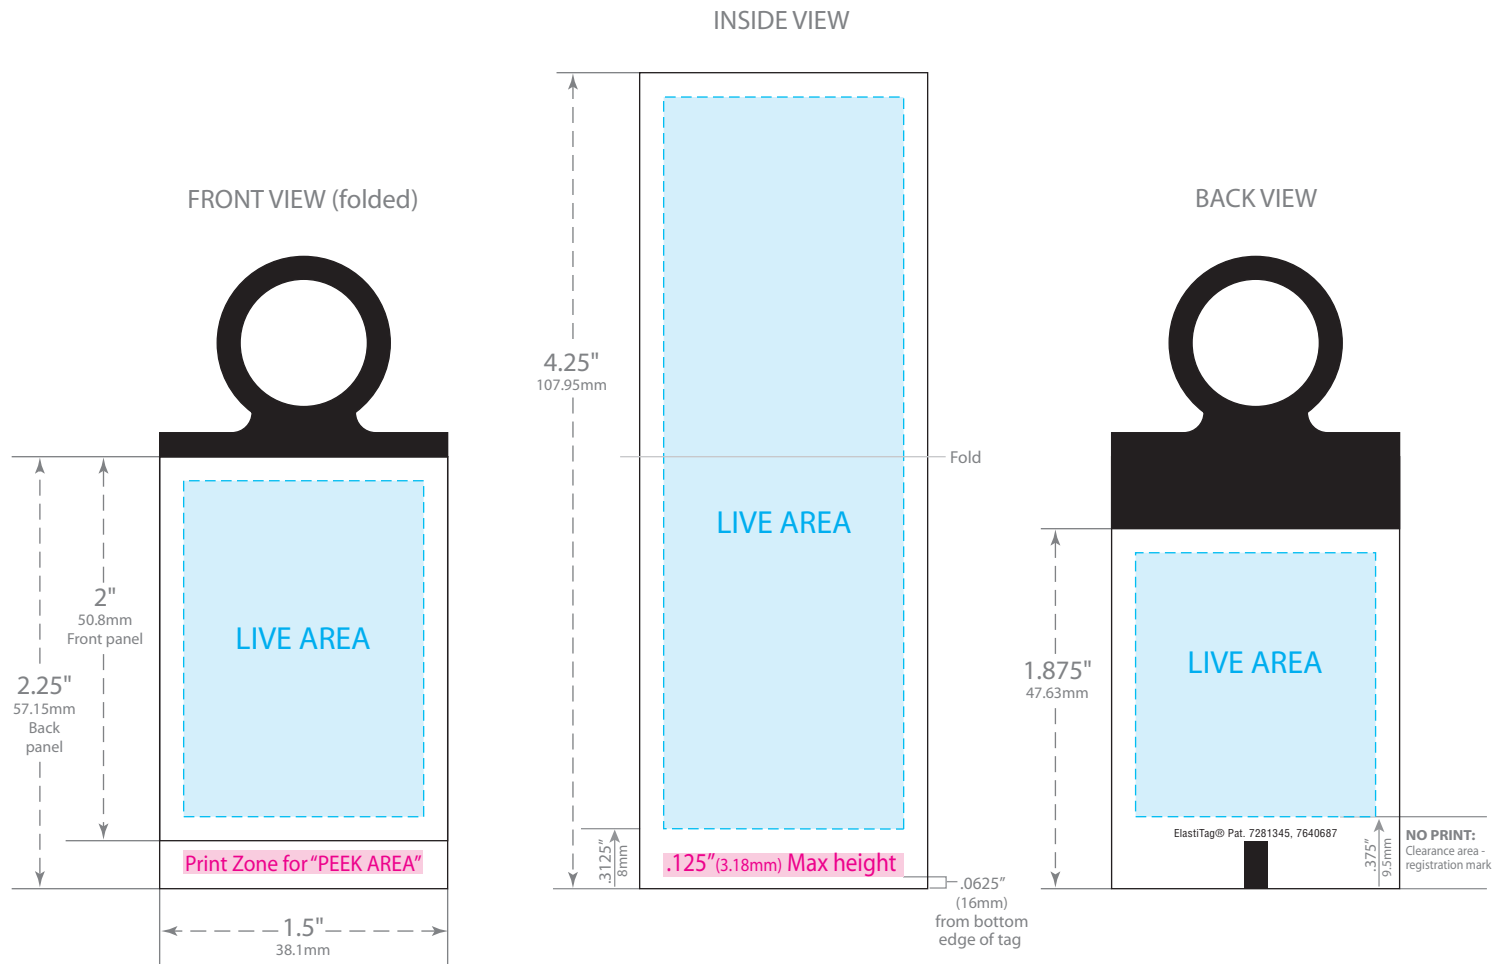 INSIDE VIEW
FRONT VIEW (folded)
BACK VIEW
4.25"
107.95mm
Fold
LIVE AREA
2"
50.8mm
Front panel
LIVE AREA
2.25"
57.15mm
Back
panel
LIVE AREA
1.875"
47.63mm
Print Zone for “PEEK AREA”
1.5"
38.1mm
.3125”
8mm
.125”(3.18mm) Max height
.0625”
(16mm)
from bottom
edge of tag
ElastiTag® Pat. 7281345, 7640687
.375”
9.5mm
NO PRINT:
Clearance area -
registration mark